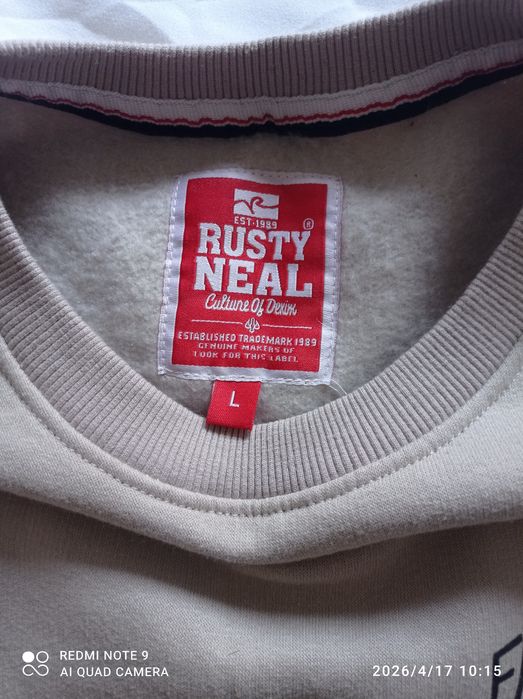 EST·1989
RUSTY®
NEAL
Culture Of Denim
ESTABLISHED TRADEMARK 1989
GENUINE MAKERS OF
LOOK FOR THIS LABEL
L
REDMI NOTE 9
AI QUAD CAMERA
2026/4/17 10:15